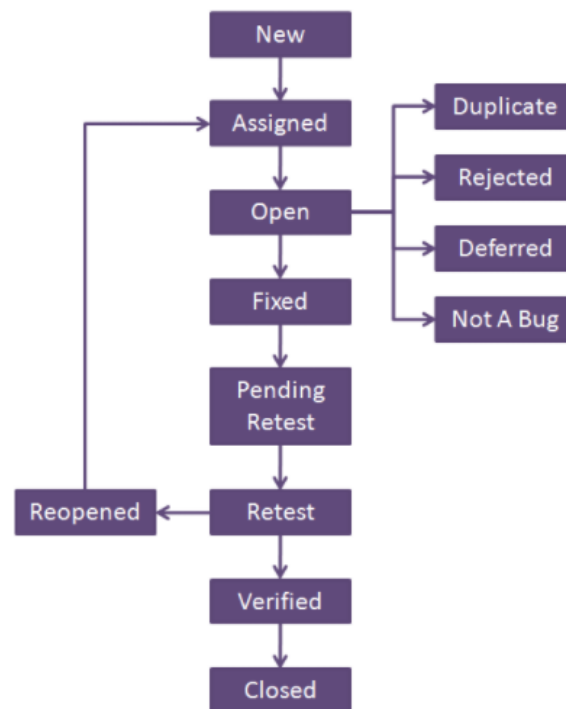 New
Assigned
Duplicate
Rejected
Open
Deferred
Fixed
Not A Bug
Pending
Retest
Reopened
Retest
Verified
Closed